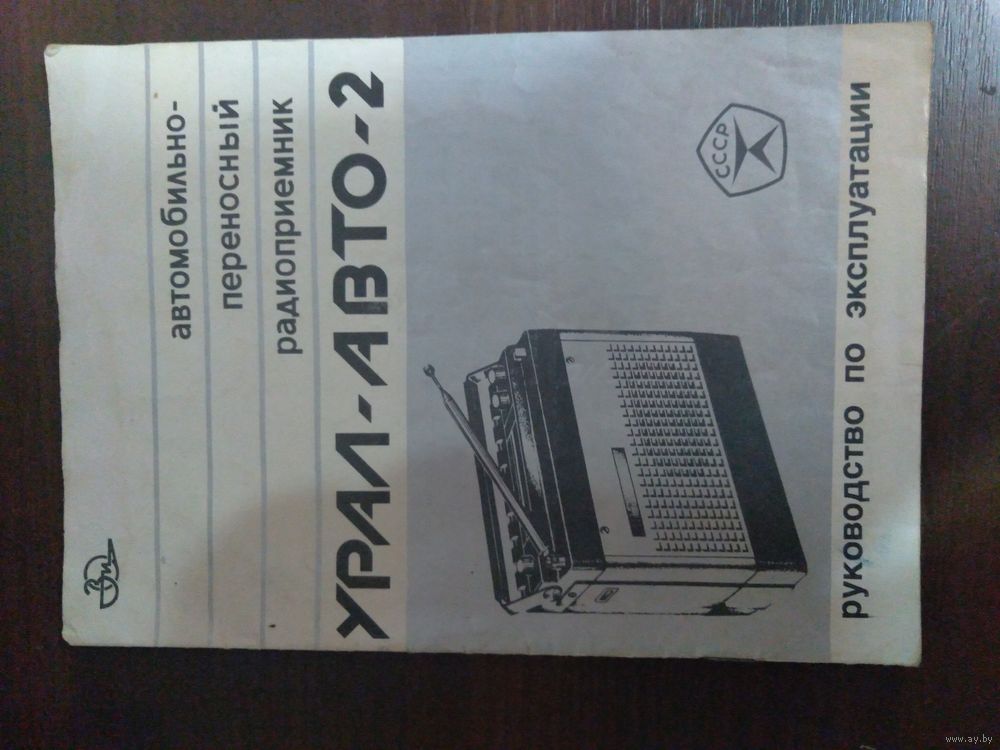 автомобильно-
переносный
радиоприемник
УРАЛ-АВТО-2
СССР
руководство по эксплуатации
www.ay.by